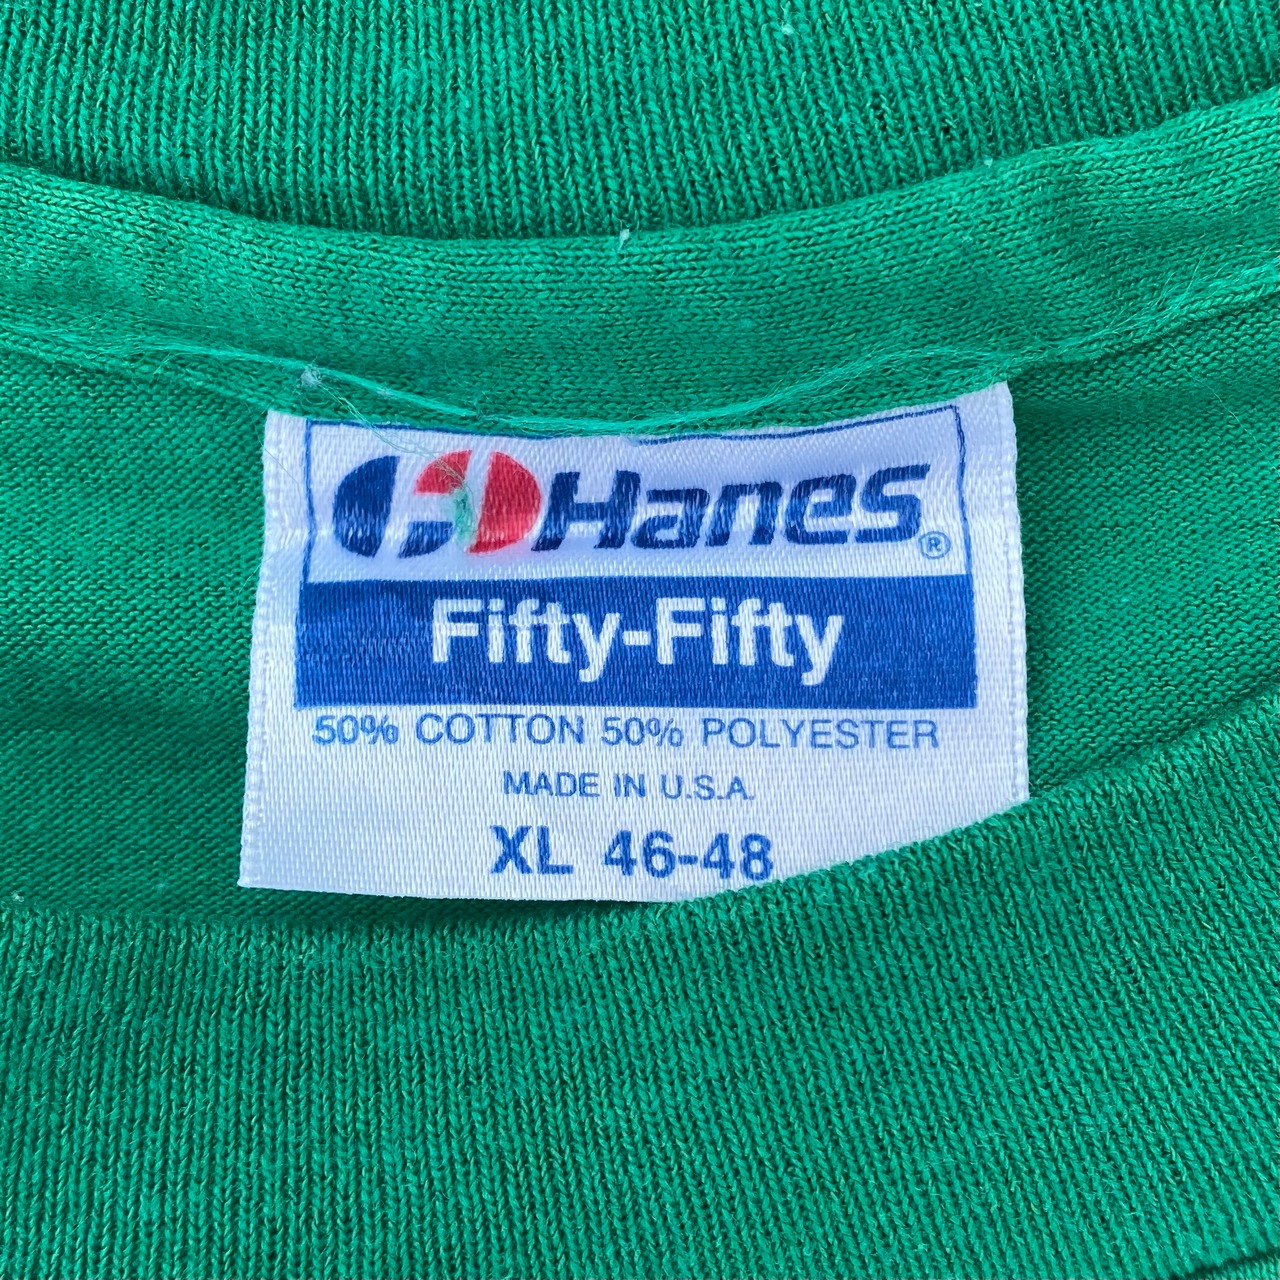 Hanes®
Fifty-Fifty
50% COTTON 50% POLYESTER
MADE IN U.S.A.
XL 46-48